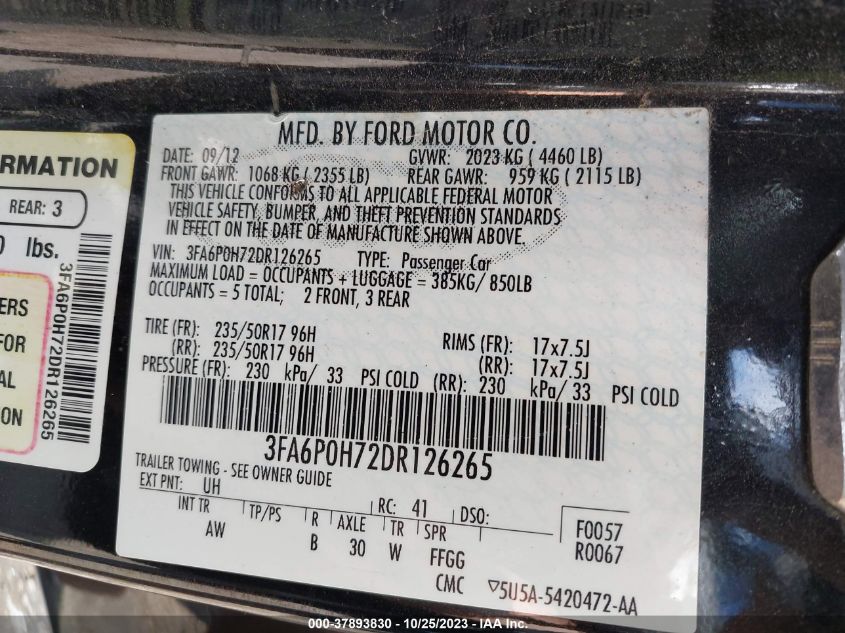 MFD. BY FORD MOTOR CO.
DATE: 09/12 GVWR: 2023 KG ( 4460 LB)
FRONT GAWR: 1068 KG ( 2355 LB) REAR GAWR: 959 KG ( 2115 LB)
THIS VEHICLE CONFORMS TO ALL APPLICABLE FEDERAL MOTOR
VEHICLE SAFETY, BUMPER, AND THEFT PREVENTION STANDARDS
IN EFFECT ON THE DATE OF MANUFACTURE SHOWN ABOVE.
VIN: 3FA6P0H72DR126265 TYPE: Passenger Car
MAXIMUM LOAD = OCCUPANTS + LUGGAGE = 385KG/ 850LB
OCCUPANTS = 5 TOTAL; 2 FRONT, 3 REAR
TIRE (FR): 235/50R17 96H RIMS (FR): 17x7.5J
(RR): 235/50R17 96H (RR): 17x7.5J
PRESSURE (FR): 230 kPa/ 33 PSI COLD (RR): 230 kPa/ 33 PSI COLD
3FA6P0H72DR126265
TRAILER TOWING - SEE OWNER GUIDE
EXT PNT: UH RC: 41 DSO:
INT TR TP/PS R AXLE TR SPR F0057
AW B 30 W FFGG R0067
CMC 5U5A-5420472-AA
ORMATION
REAR: 3
0 lbs.
ERS
FOR
AL
ON
3FA6P0H72DR126265
000-37893830 - 10/25/2023 - IAA Inc.